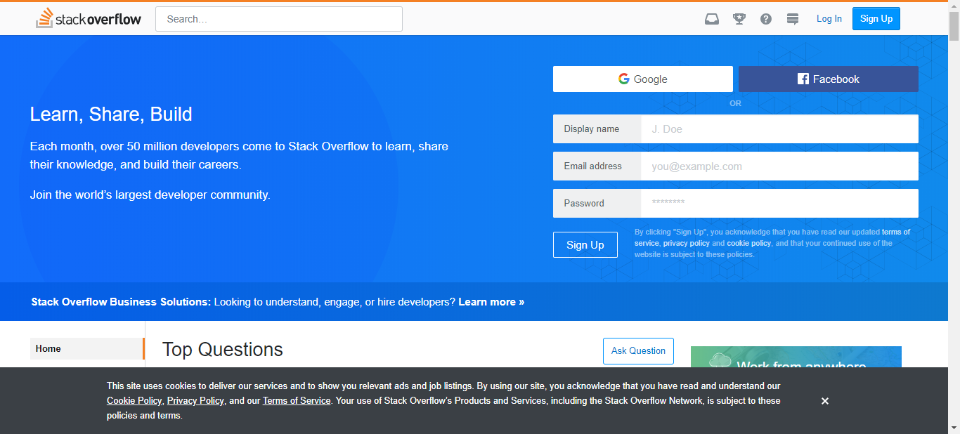 stackoverflow
Search...
Log In
Sign Up
Google
Facebook
OR
Learn, Share, Build
Each month, over 50 million developers come to Stack Overflow to learn, share
their knowledge, and build their careers.
Join the world's largest developer community.
Display name
J. Doe
Email address
you@example.com
Password
********
Sign Up
By clicking "Sign Up", you acknowledge that you have read our updated terms of
service, privacy policy and cookie policy, and that your continued use of the
website is subject to these policies.
Stack Overflow Business Solutions: Looking to understand, engage, or hire developers? Learn more »
Home
Top Questions
Ask Question
Work from anywhere
This site uses cookies to deliver our services and to show you relevant ads and job listings. By using our site, you acknowledge that you have read and understand our
Cookie Policy, Privacy Policy, and our Terms of Service. Your use of Stack Overflow's Products and Services, including the Stack Overflow Network, is subject to these
policies and terms.